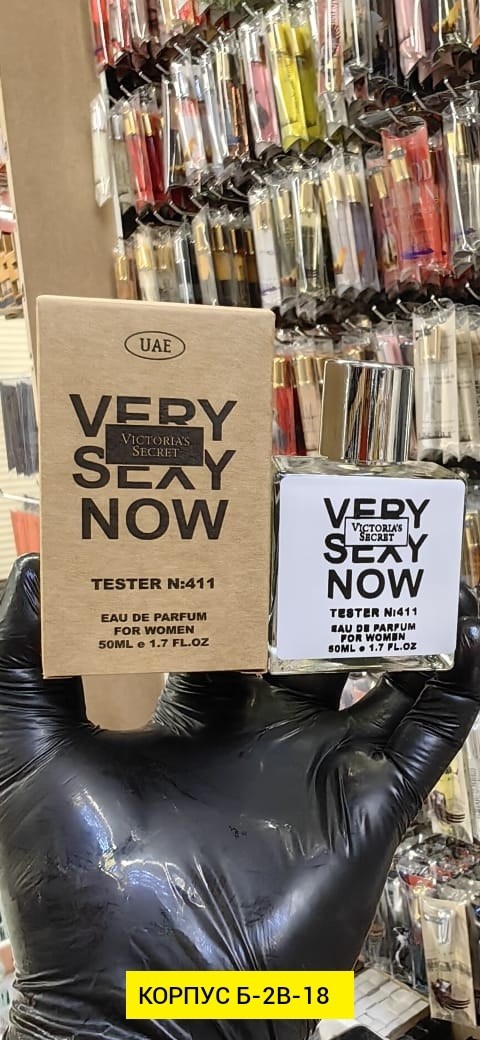 UAE
VERY
VICTORIA'S
SECRET
SEXY
NOW
TESTER N:411
EAU DE PARFUM
FOR WOMEN
50ML e 1.7 FL.OZ
VERY
VICTORIA'S
SECRET
SEXY
NOW
TESTER N:411
EAU DE PARFUM
FOR WOMEN
50ML e 1.7 FL.OZ
КОРПУС Б-2В-18